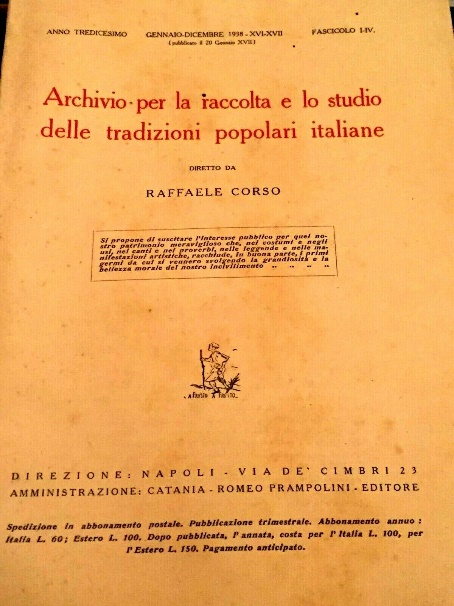 ANNO TREDICESIMO GENNAIO-DICEMBRE 1938 - XVI-XVII FASCICOLO I-IV.
(pubblicato il 20 Gennaio XVII)
Archivio per la raccolta e lo studio
delle tradizioni popolari italiane
DIRETTO DA
RAFFAELE CORSO
Si propone di suscitare l'interesse pubblico per quel no-
stro patrimonio meraviglioso che, nei costumi e negli
usi, nei canti e nei proverbi, nelle leggende e nelle ma-
nifestazioni artistiche, racchiude, in buona parte, i primi
germi da cui si vennero svolgendo la grandiosità e la
bellezza morale del nostro incivilimento „ „ „ „
DIREZIONE: NAPOLI - VIA DE' CIMBRI 23
AMMINISTRAZIONE: CATANIA - ROMEO PRAMPOLINI - EDITORE
Spedizione in abbonamento postale. Pubblicazione trimestrale. Abbonamento annuo:
Italia L. 60; Estero L. 100. Dopo pubblicata, l'annata, costa per l'Italia L. 100, per
l'Estero L. 150. Pagamento anticipato.